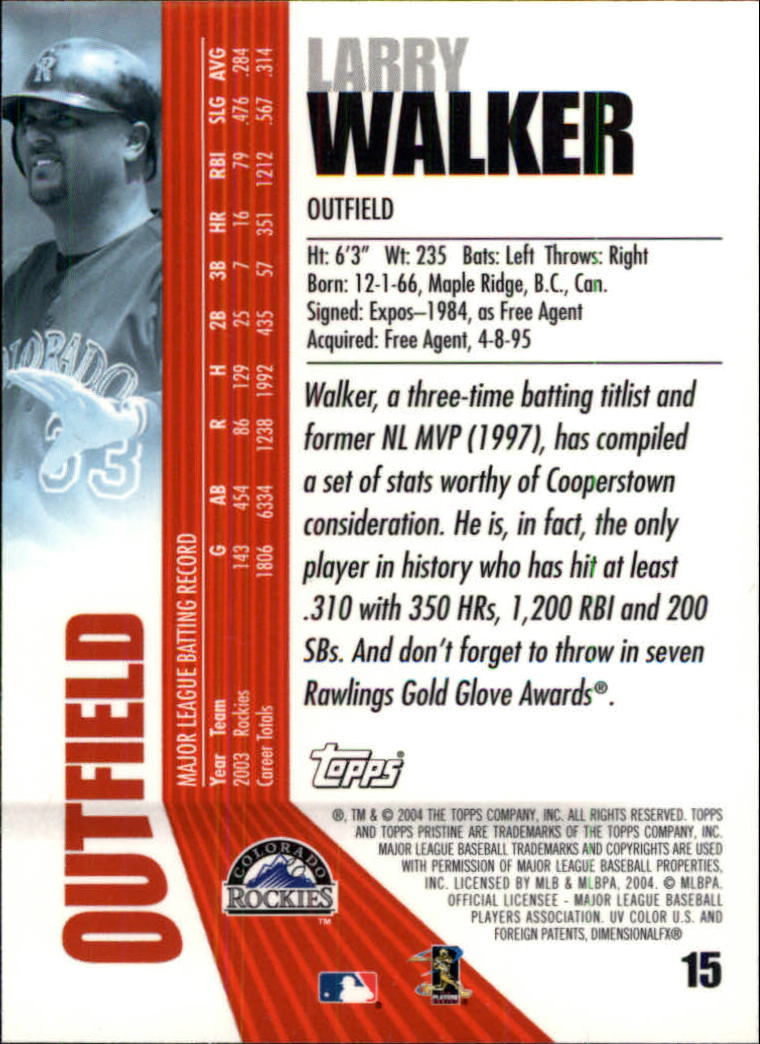 LARRY
WALKER
OUTFIELD
Ht: 6'3" Wt: 235 Bats: Left Throws: Right
Born: 12-1-66, Maple Ridge, B.C., Can.
Signed: Expos–1984, as Free Agent
Acquired: Free Agent, 4-8-95
Walker, a three-time batting titlist and
former NL MVP (1997), has compiled
a set of stats worthy of Cooperstown
consideration. He is, in fact, the only
player in history who has hit at least
.310 with 350 HRs, 1,200 RBI and 200
SBs. And don't forget to throw in seven
Rawlings Gold Glove Awards®.
OUTFIELD
MAJOR LEAGUE BATTING RECORD
Year Team G AB R H 2B 3B HR RBI SLG AVG
2003 Rockies 143 454 86 129 25 7 16 79 .476 .284
Career Totals 1806 6334 1238 1992 435 57 351 1212 .567 .314
R
COLORADO
33
Topps®
®, TM & © 2004 THE TOPPS COMPANY, INC. ALL RIGHTS RESERVED. TOPPS
AND TOPPS PRISTINE ARE TRADEMARKS OF THE TOPPS COMPANY, INC.
MAJOR LEAGUE BASEBALL TRADEMARKS AND COPYRIGHTS ARE USED
WITH PERMISSION OF MAJOR LEAGUE BASEBALL PROPERTIES,
INC. LICENSED BY MLB & MLBPA, 2004. © MLBPA.
OFFICIAL LICENSEE - MAJOR LEAGUE BASEBALL
PLAYERS ASSOCIATION. UV COLOR U.S. AND
FOREIGN PATENTS, DIMENSIONALFX®
COLORADO
ROCKIES
TM
PLAYERS
15